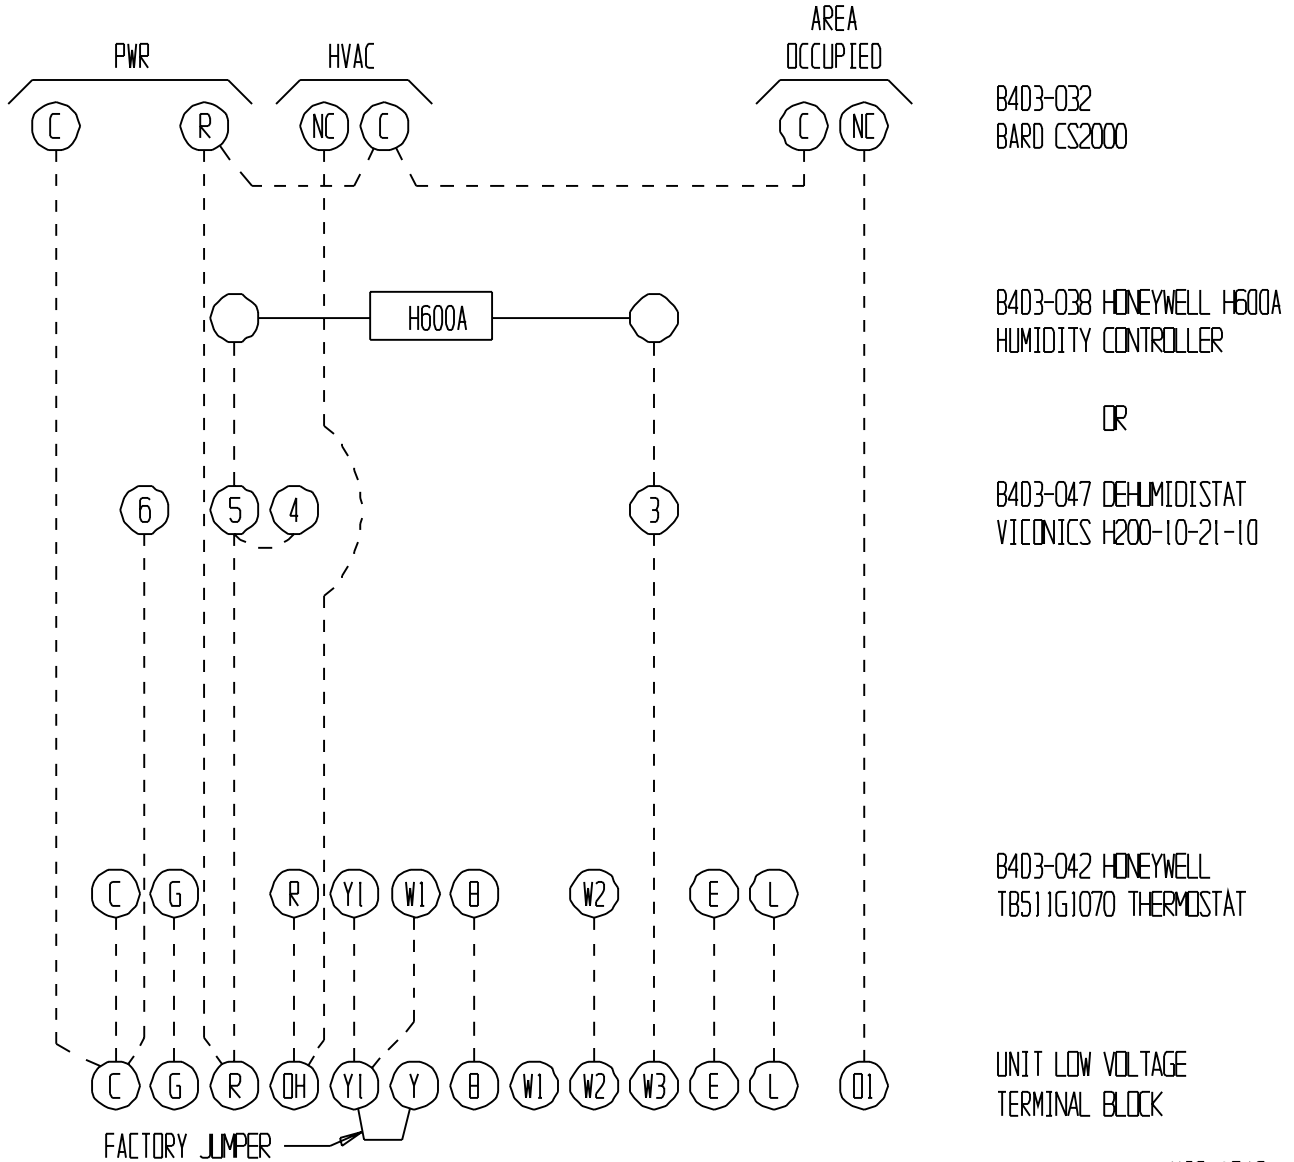 AREA
PWR HVAC OCCUPIED
C R NC C C NC
B4D3-032
BARD CS2000
H600A
B4D3-038 HONEYWELL H600A
HUMIDITY CONTROLLER
OR
6 5 4 3
B4D3-047 DEHUMIDISTAT
VICONICS H200-10-21-10
C G R Y1 W1 B W2 E L
B4D3-042 HONEYWELL
TB511G1070 THERMOSTAT
C G R OH Y1 Y B W1 W2 W3 E L O1
UNIT LOW VOLTAGE
TERMINAL BLOCK
FACTORY JUMPER